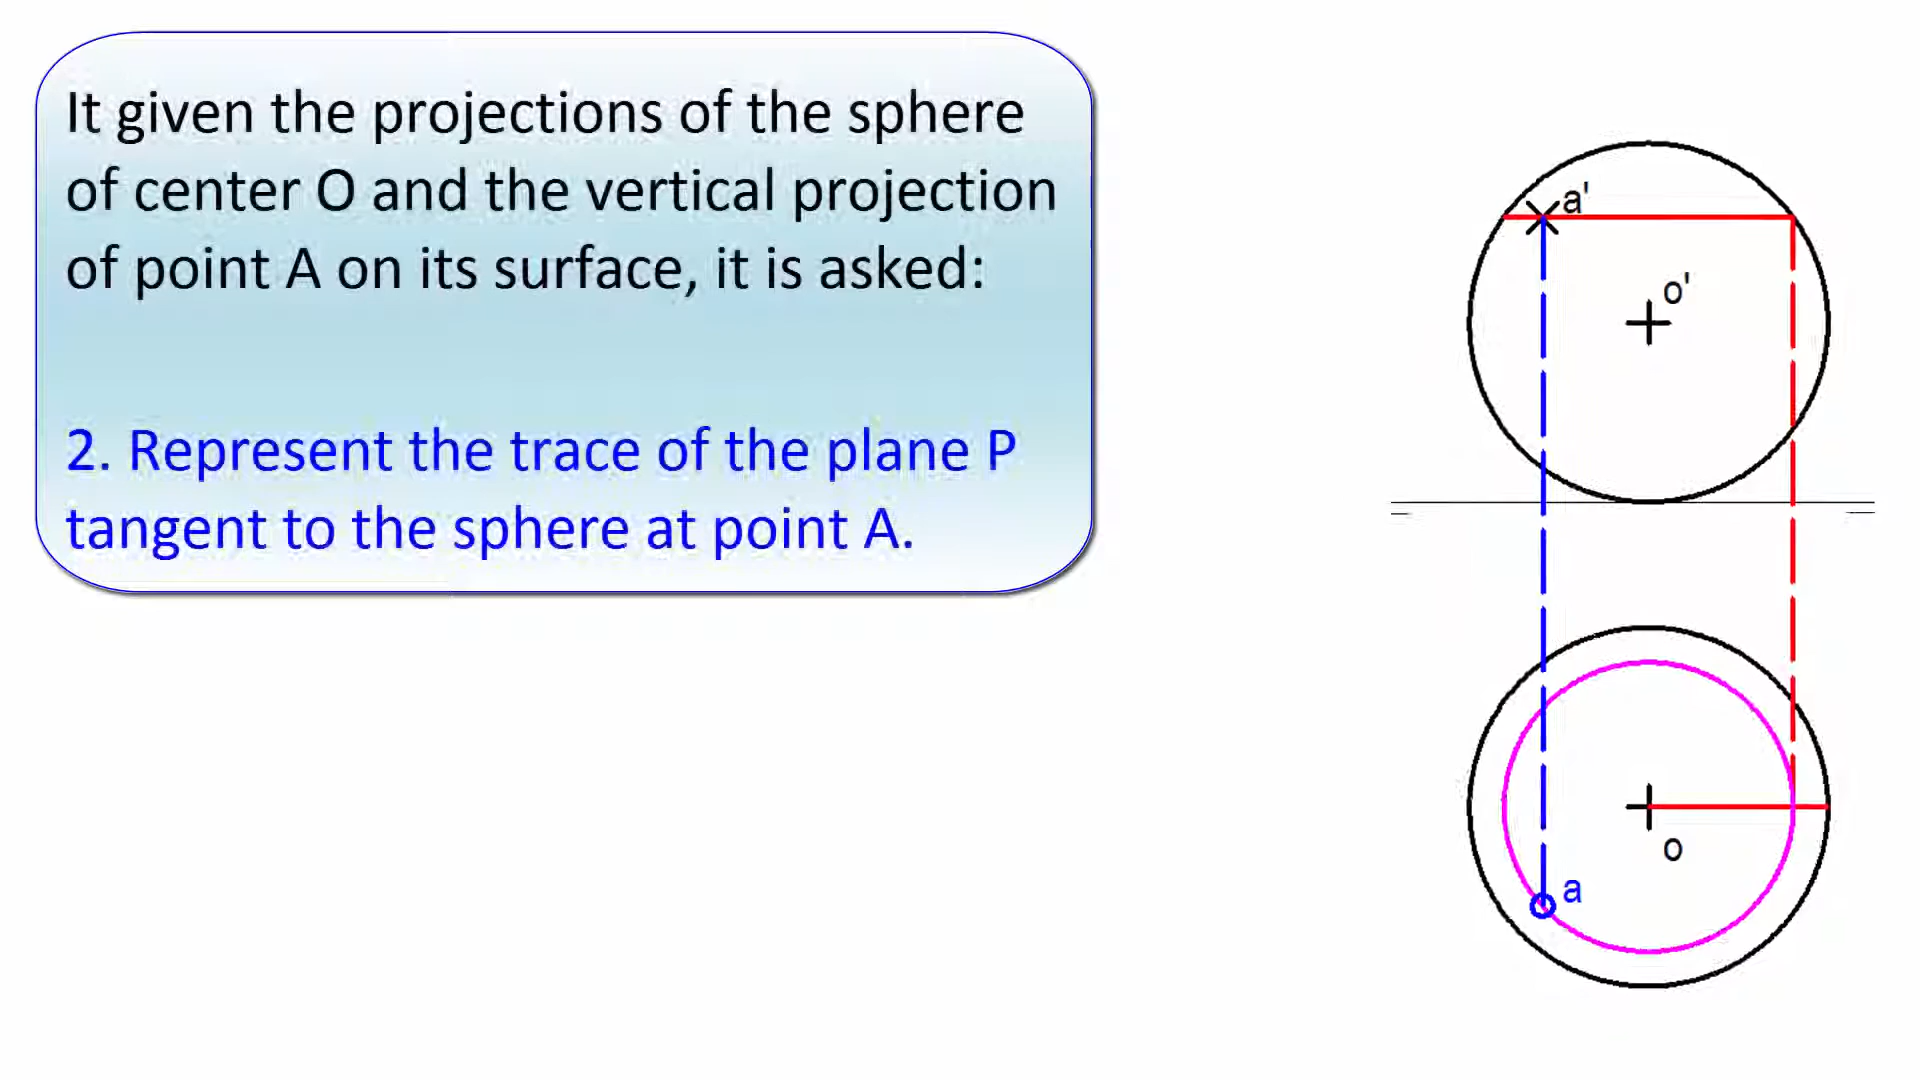 It given the projections of the sphere
of center O and the vertical projection
of point A on its surface, it is asked:
2. Represent the trace of the plane P
tangent to the sphere at point A.
a'
o'
o
a